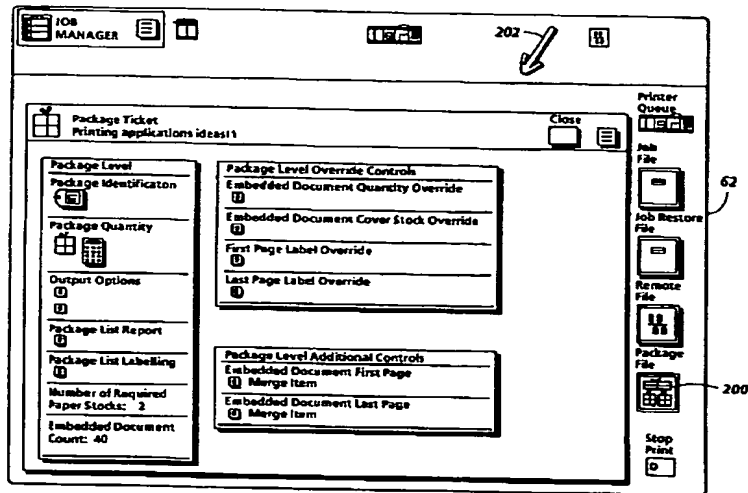 JOB
MANAGER
202
Package Ticket
Printing applications ideas!1
Close
Printer
Queue
Job
File
62
Job Restore
File
Remote
File
Package
File
200
Stop
Print
Package Level
Package Identificaton
Package Quantity
Output Options
Package List Report
Package List Labelling
Number of Required
Paper Stocks: 2
Embedded Document
Count: 40
Package Level Override Controls
Embedded Document Quantity Override
Embedded Document Cover Stock Override
First Page Label Override
Last Page Label Override
Package Level Additional Controls
Embedded Document First Page
Merge Item
Embedded Document Last Page
Merge Item